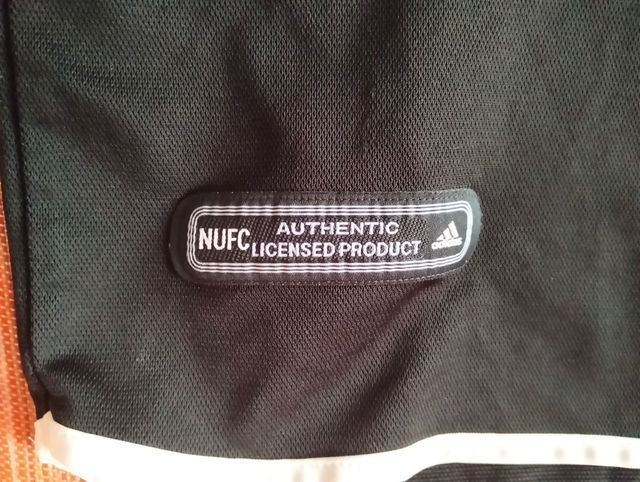 NUFC
AUTHENTIC
LICENSED PRODUCT
adidas